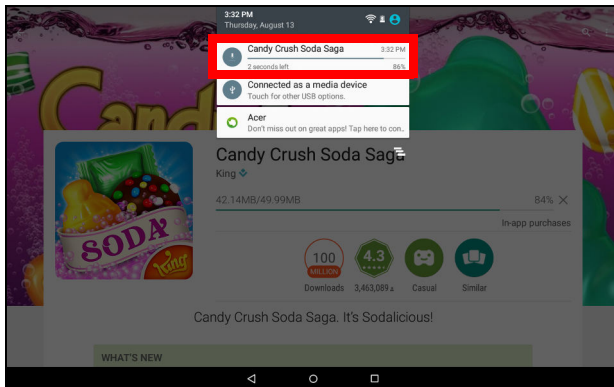 3:32 PM
Thursday, August 13
Candy Crush Soda Saga 3:32 PM
2 seconds left 86%
Connected as a media device
Touch for other USB options.
Acer
Don't miss out on great apps! Tap here to con..
Can
Candy Crush Soda Saga
King
42.14MB/49.99MB 84%
In-app purchases
SODA
King
100
MILLION
4.3
Downloads 3,463,089 Casual Similar
Candy Crush Soda Saga. It's Sodalicious!
WHAT'S NEW